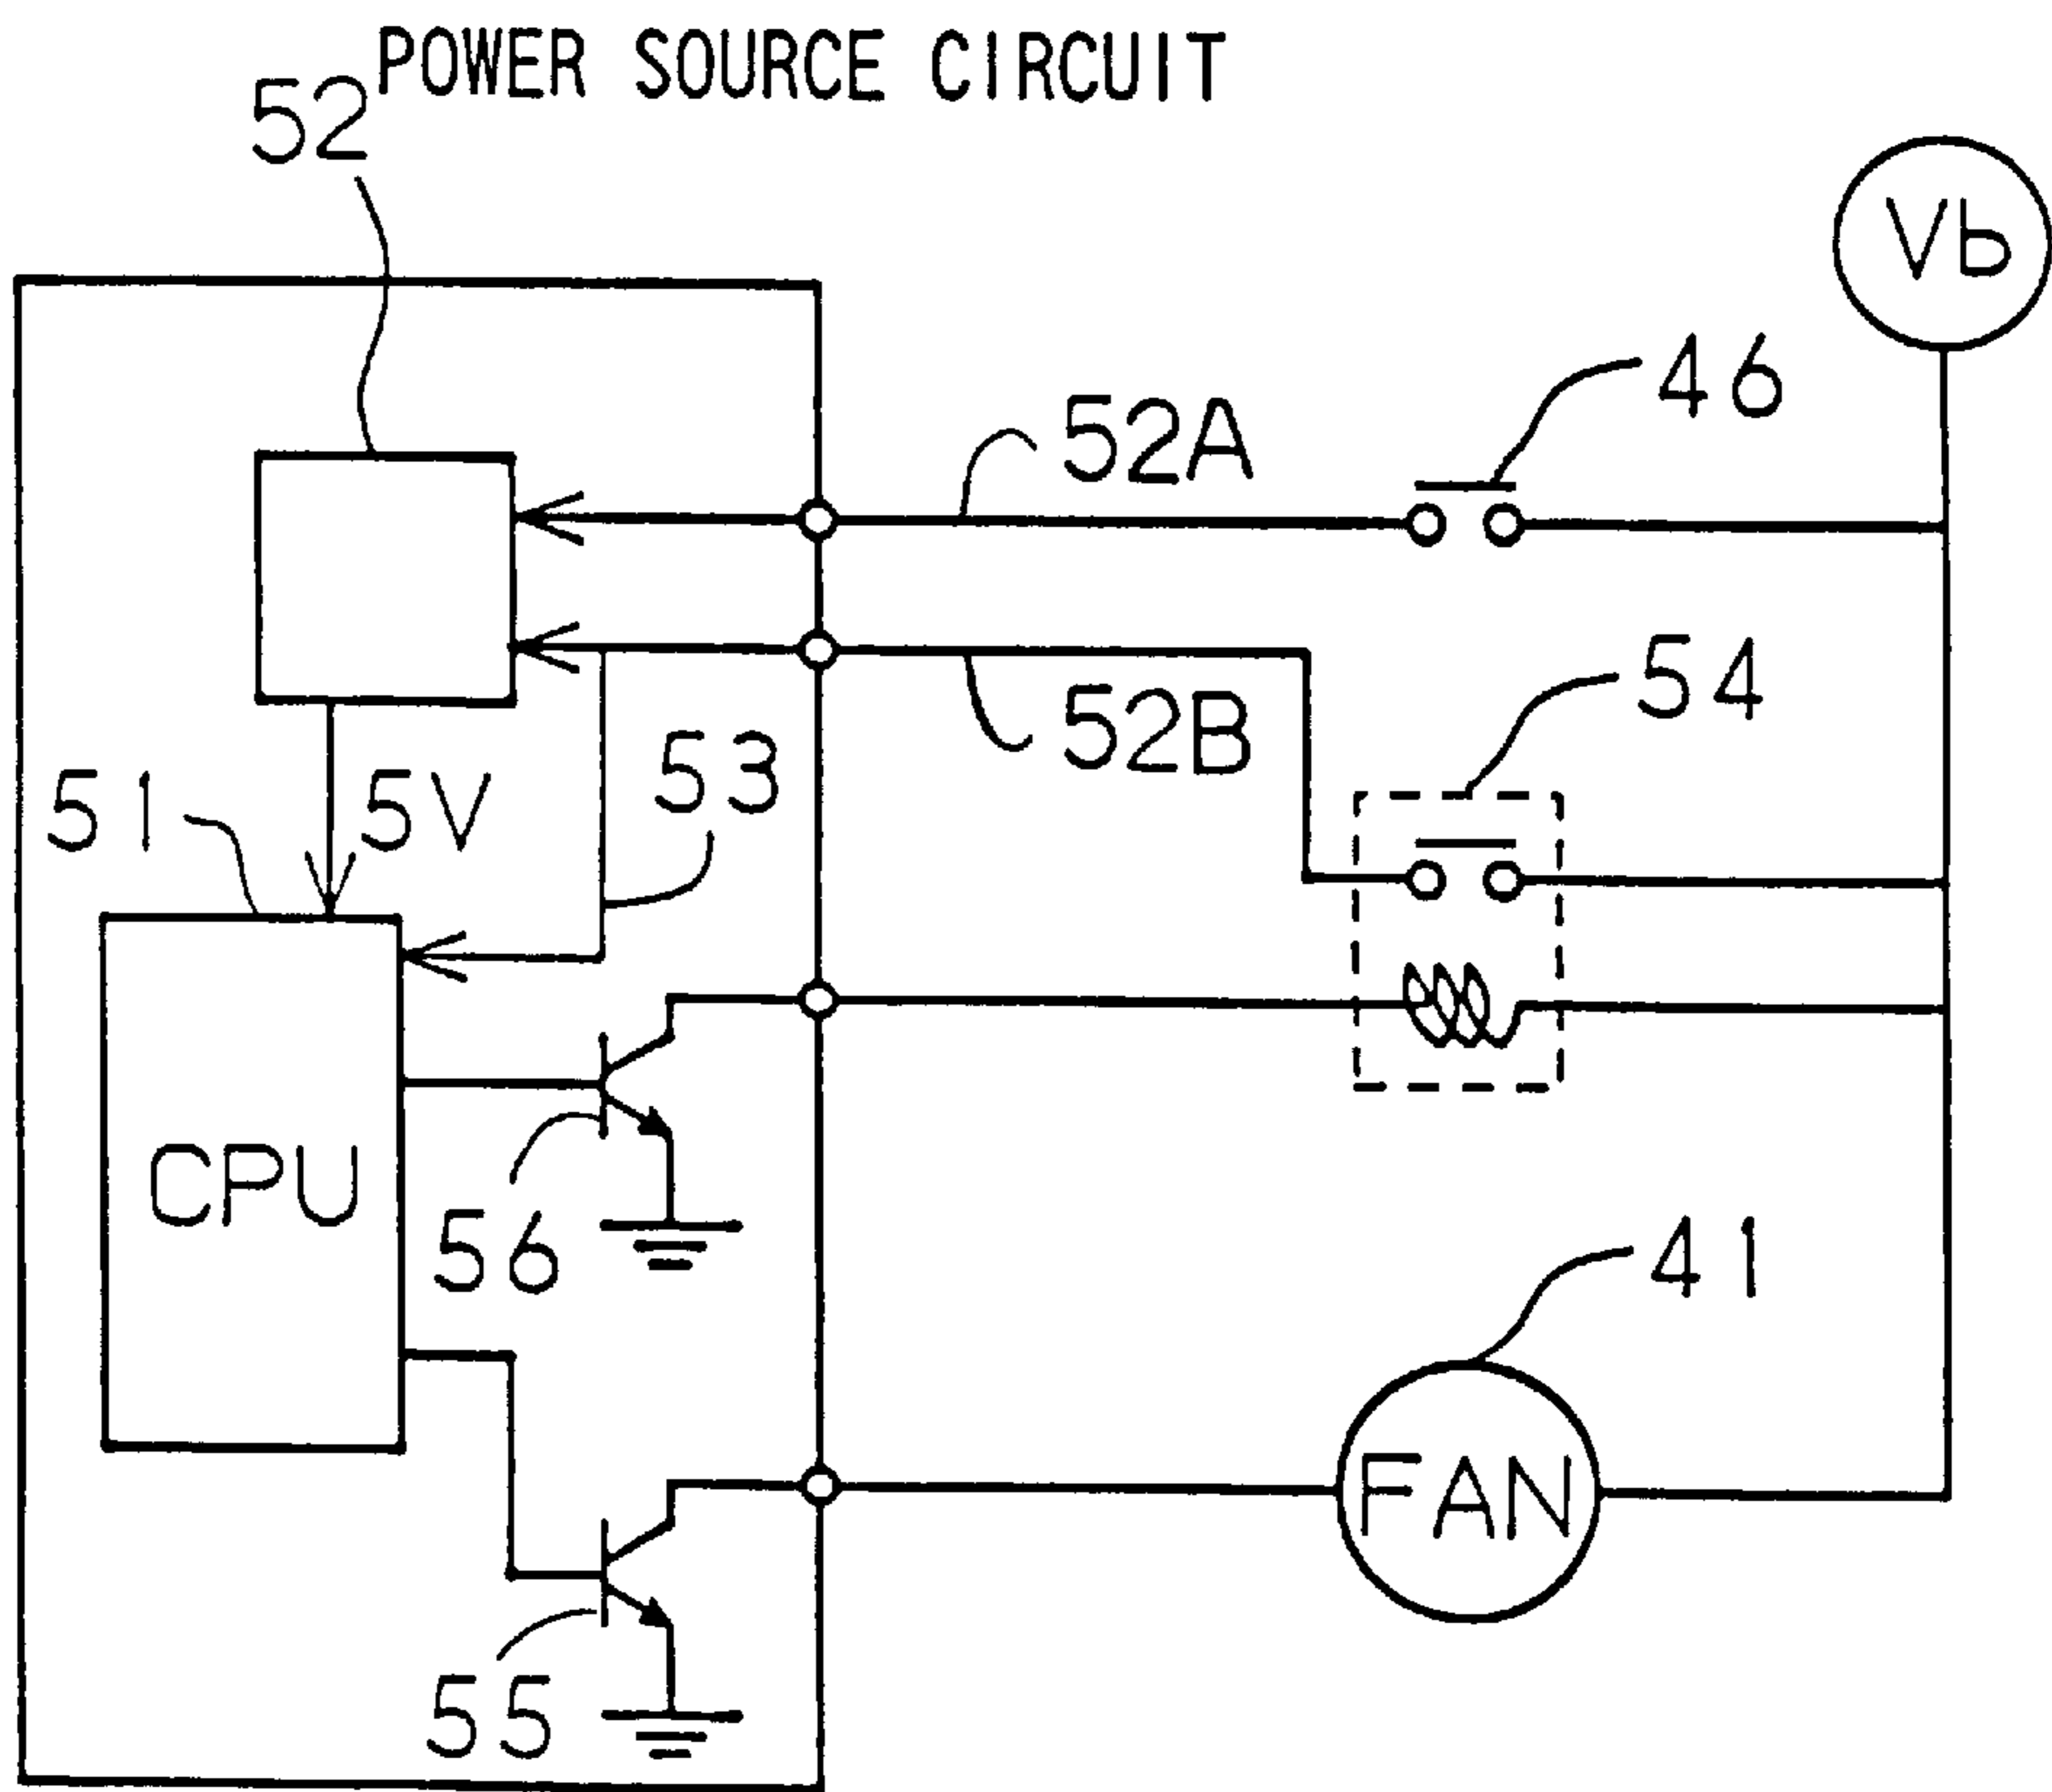 POWER SOURCE CIRCUIT
52
Vb
46
52A
54
52B
53
51
5V
CPU
56
41
FAN
55